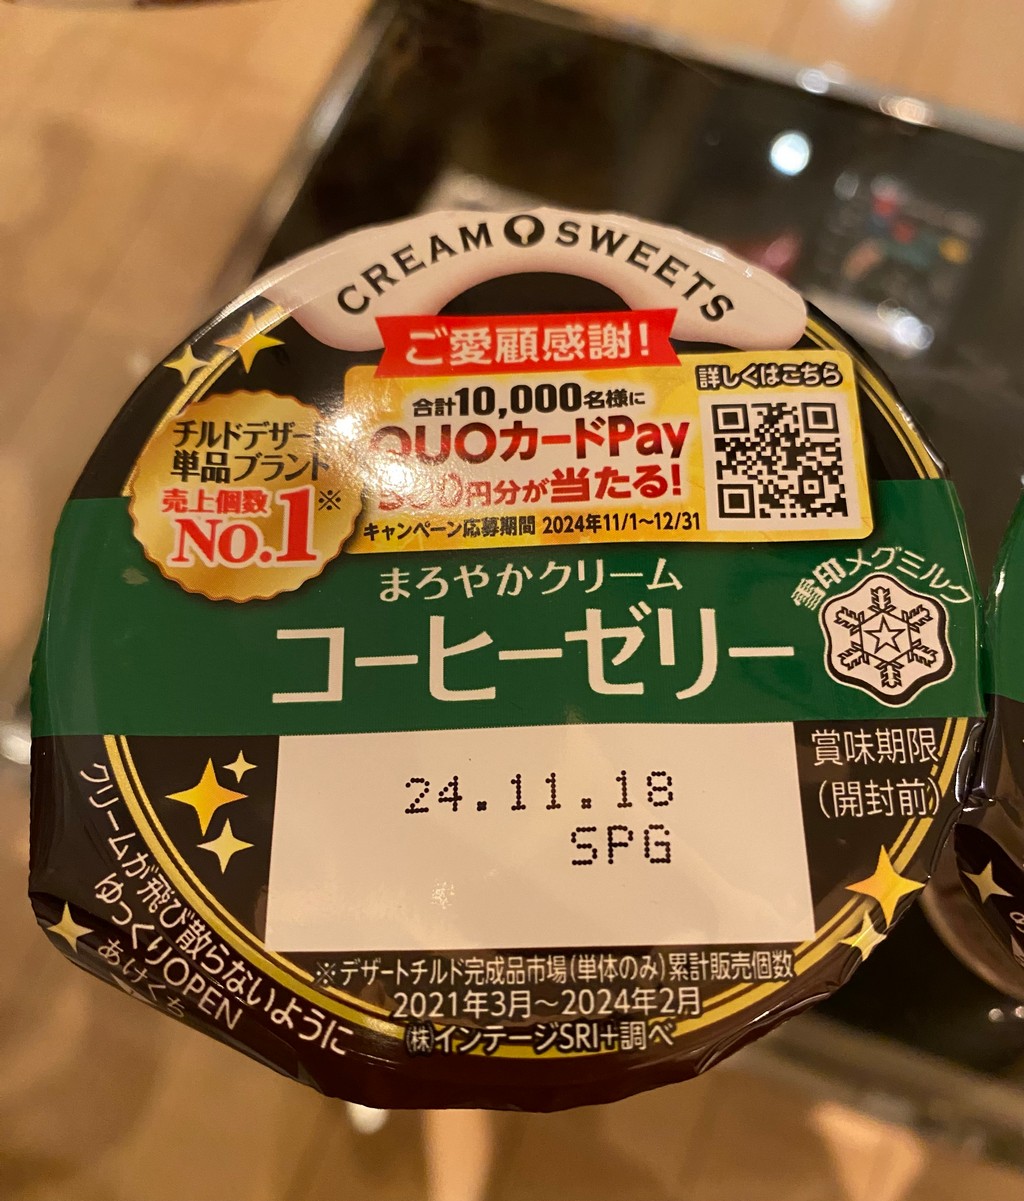 CREAM SWEETS
ご愛顧感謝!
合計10,000名様に
QUOカードPay
500円分が当たる!
キャンペーン応募期間 2024年11/1~12/31
詳しくはこちら
チルドデザート
単品ブランド
売上個数※
No.1
まろやかクリーム
コーヒーゼリー
雪印メグミルク
24.11.18
SPG
賞味期限
(開封前)
クリームが飛び散らないように
ゆっくりOPEN
あけくち
※デザートチルド完成品市場(単体のみ)累計販売個数
2021年3月~2024年2月
㈱インテージSRI+調べ